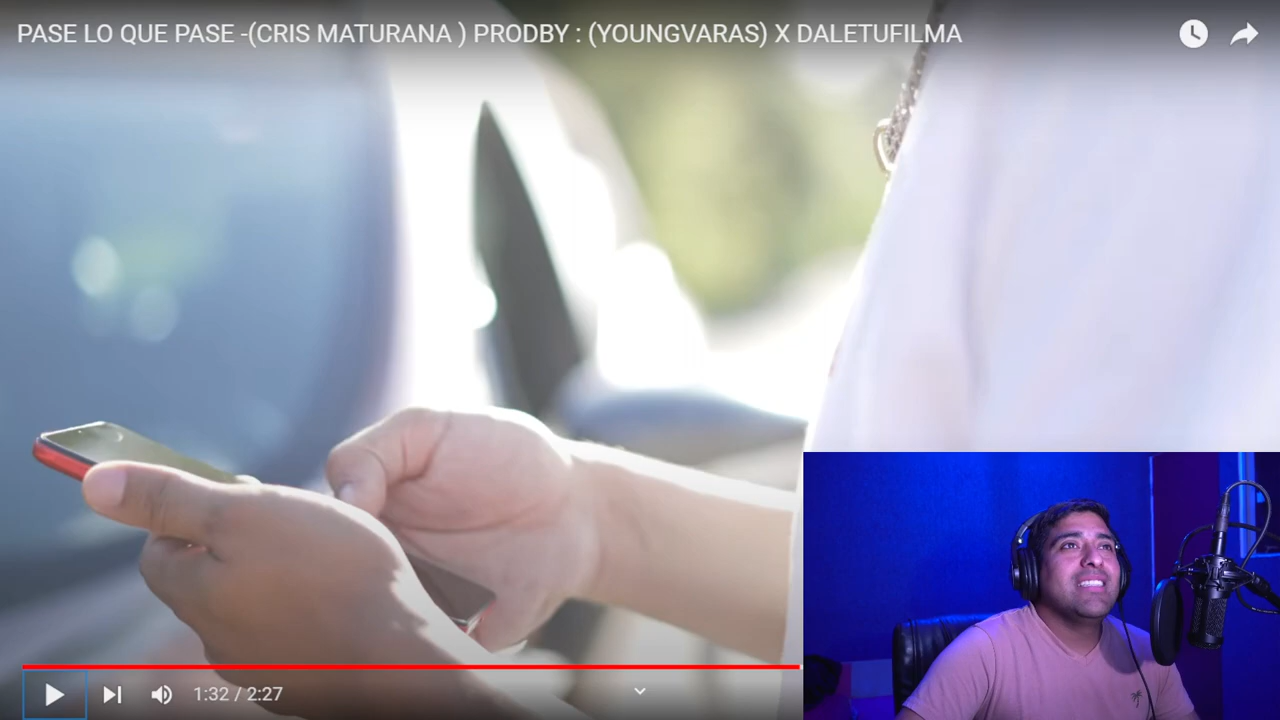 PASE LO QUE PASE -(CRIS MATURANA ) PRODBY : (YOUNGVARAS) X DALETUFILMA
1:32 / 2:27